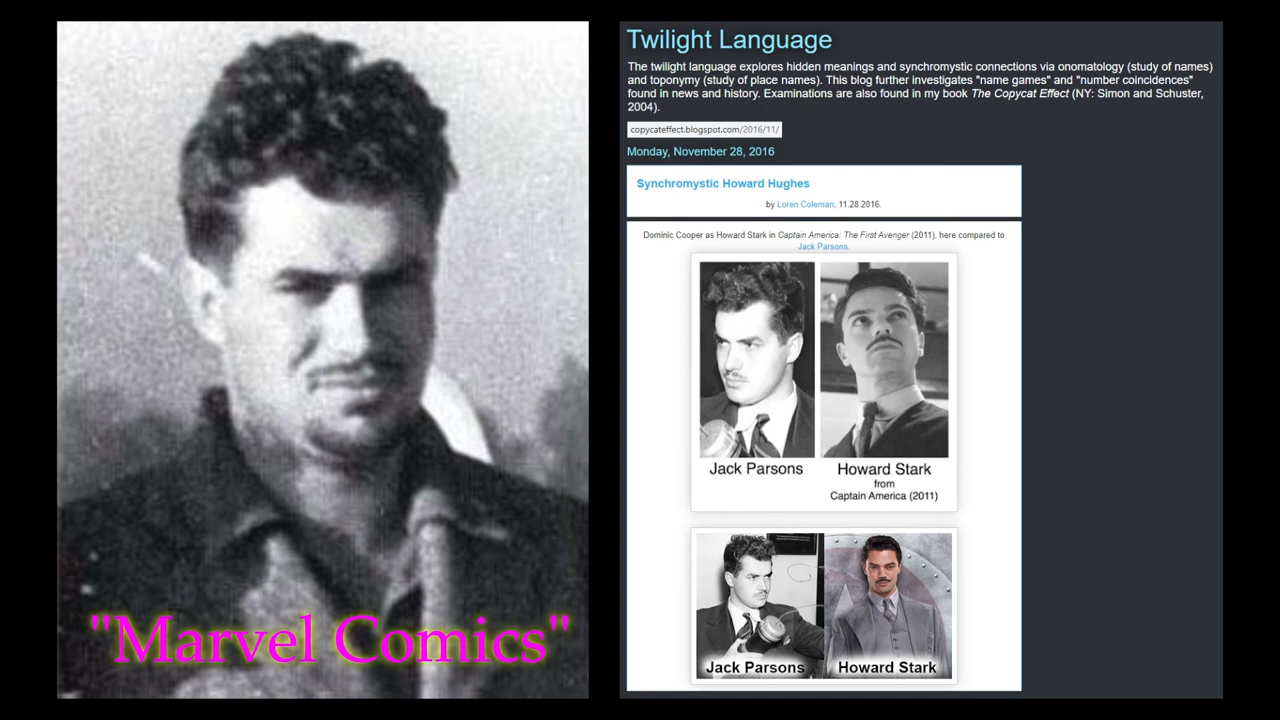 "Marvel Comics"
Twilight Language
The twilight language explores hidden meanings and synchromystic connections via onomatology (study of names)
and toponymy (study of place names). This blog further investigates "name games" and "number coincidences"
found in news and history. Examinations are also found in my book The Copycat Effect (NY: Simon and Schuster,
2004).
copycateffect.blogspot.com/2016/11/
Monday, November 28, 2016
Synchromystic Howard Hughes
by Loren Coleman, 11.28.2016.
Dominic Cooper as Howard Stark in Captain America: The First Avenger (2011), here compared to
Jack Parsons.
Jack Parsons
Howard Stark
from
Captain America (2011)
Jack Parsons
Howard Stark